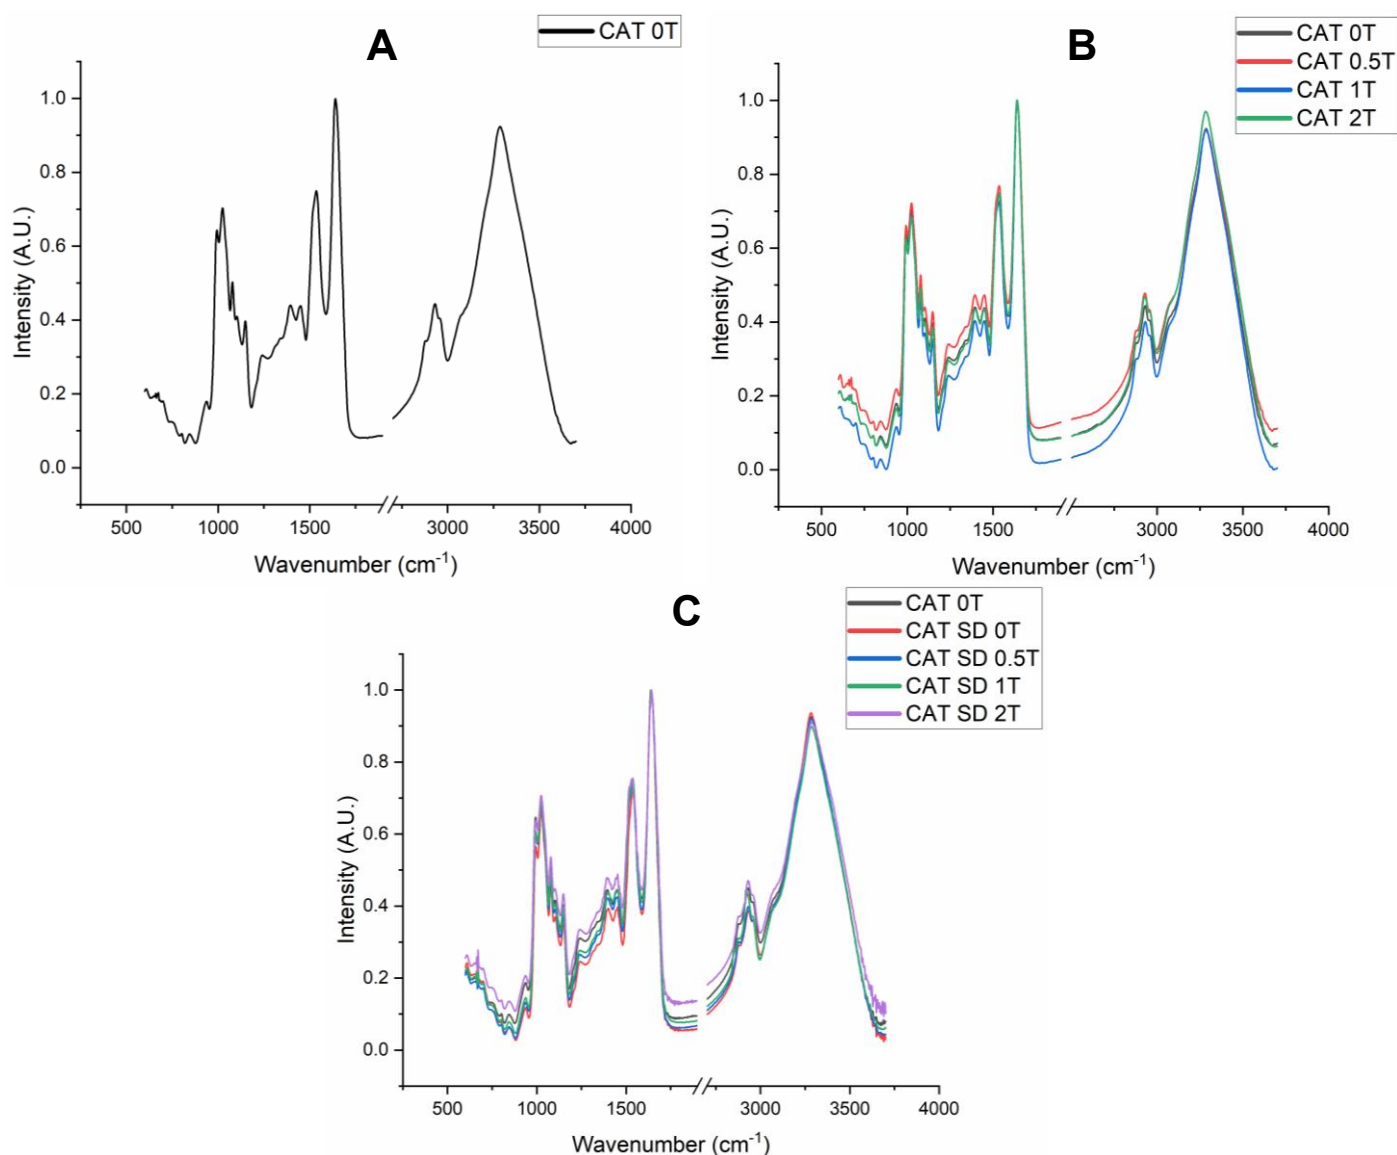 A
CAT 0T
1.0
0.8
0.6
0.4
0.2
0.0
Intensity (A.U.)
500 1000 1500 3000 3500 4000
Wavenumber (cm⁻¹)
B
CAT 0T
CAT 0.5T
CAT 1T
CAT 2T
1.0
0.8
0.6
0.4
0.2
0.0
Intensity (A.U.)
500 1000 1500 3000 3500 4000
Wavenumber (cm⁻¹)
C
CAT 0T
CAT SD 0T
CAT SD 0.5T
CAT SD 1T
CAT SD 2T
1.0
0.8
0.6
0.4
0.2
0.0
Intensity (A.U.)
500 1000 1500 3000 3500 4000
Wavenumber (cm⁻¹)